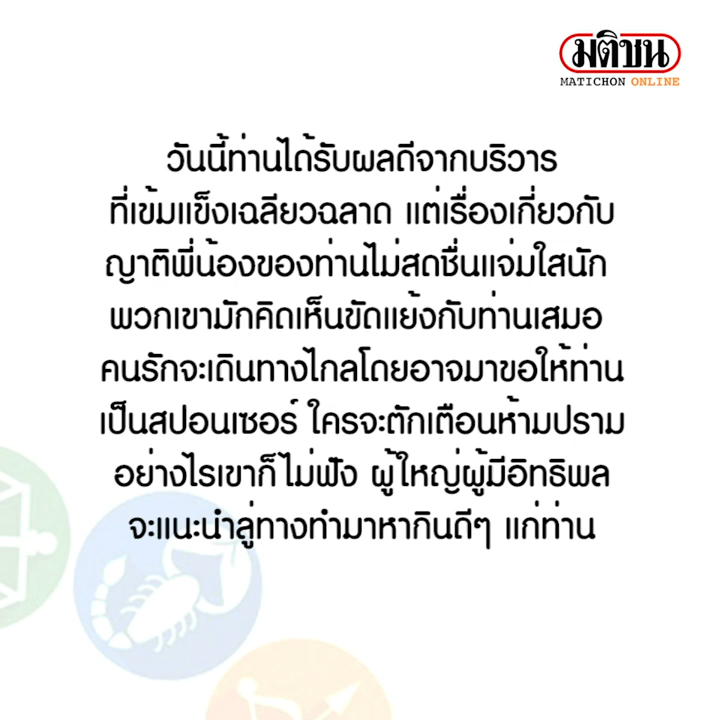 มติชน
MATICHON ONLINE
วันนี้ท่านได้รับผลดีจากบริวาร
ที่เข้มแข็งเฉลียวฉลาด แต่เรื่องเกี่ยวกับ
ญาติพี่น้องของท่านไม่สดชื่นแจ่มใสนัก
พวกเขามักคิดเห็นขัดแย้งกับท่านเสมอ
คนรักจะเดินทางไกลโดยอาจมาขอให้ท่าน
เป็นสปอนเซอร์ ใครจะตักเตือนห้ามปราม
อย่างไรเขาก็ไม่ฟัง ผู้ใหญ่ผู้มีอิทธิพล
จะแนะนำลู่ทางทำมาหากินดีๆ แก่ท่าน